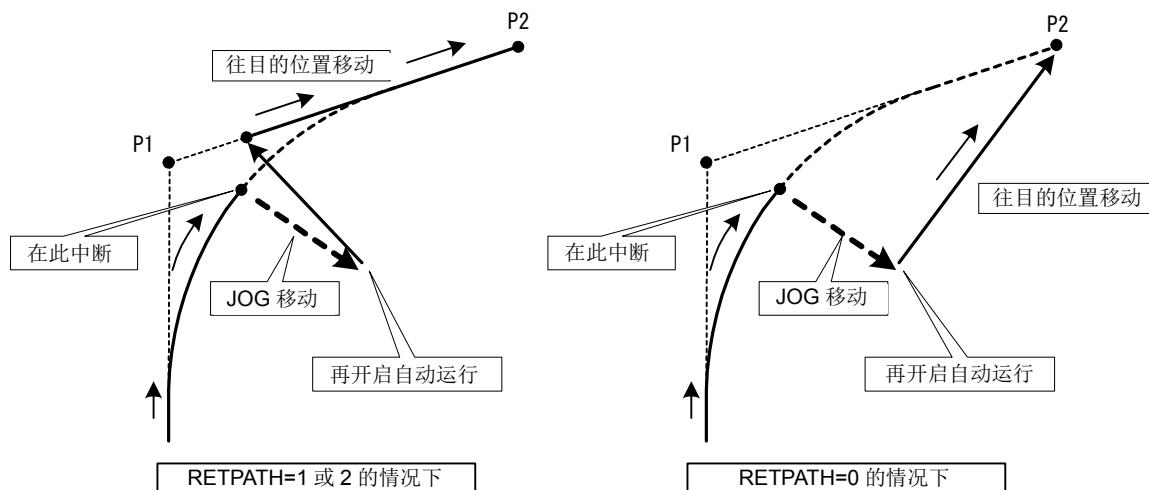 P2
往目的位置移动
P1
在此中断
JOG 移动
再开启自动运行
RETPATH=1 或 2 的情况下
P2
P1
往目的位置移动
在此中断
JOG 移动
再开启自动运行
RETPATH=0 的情况下